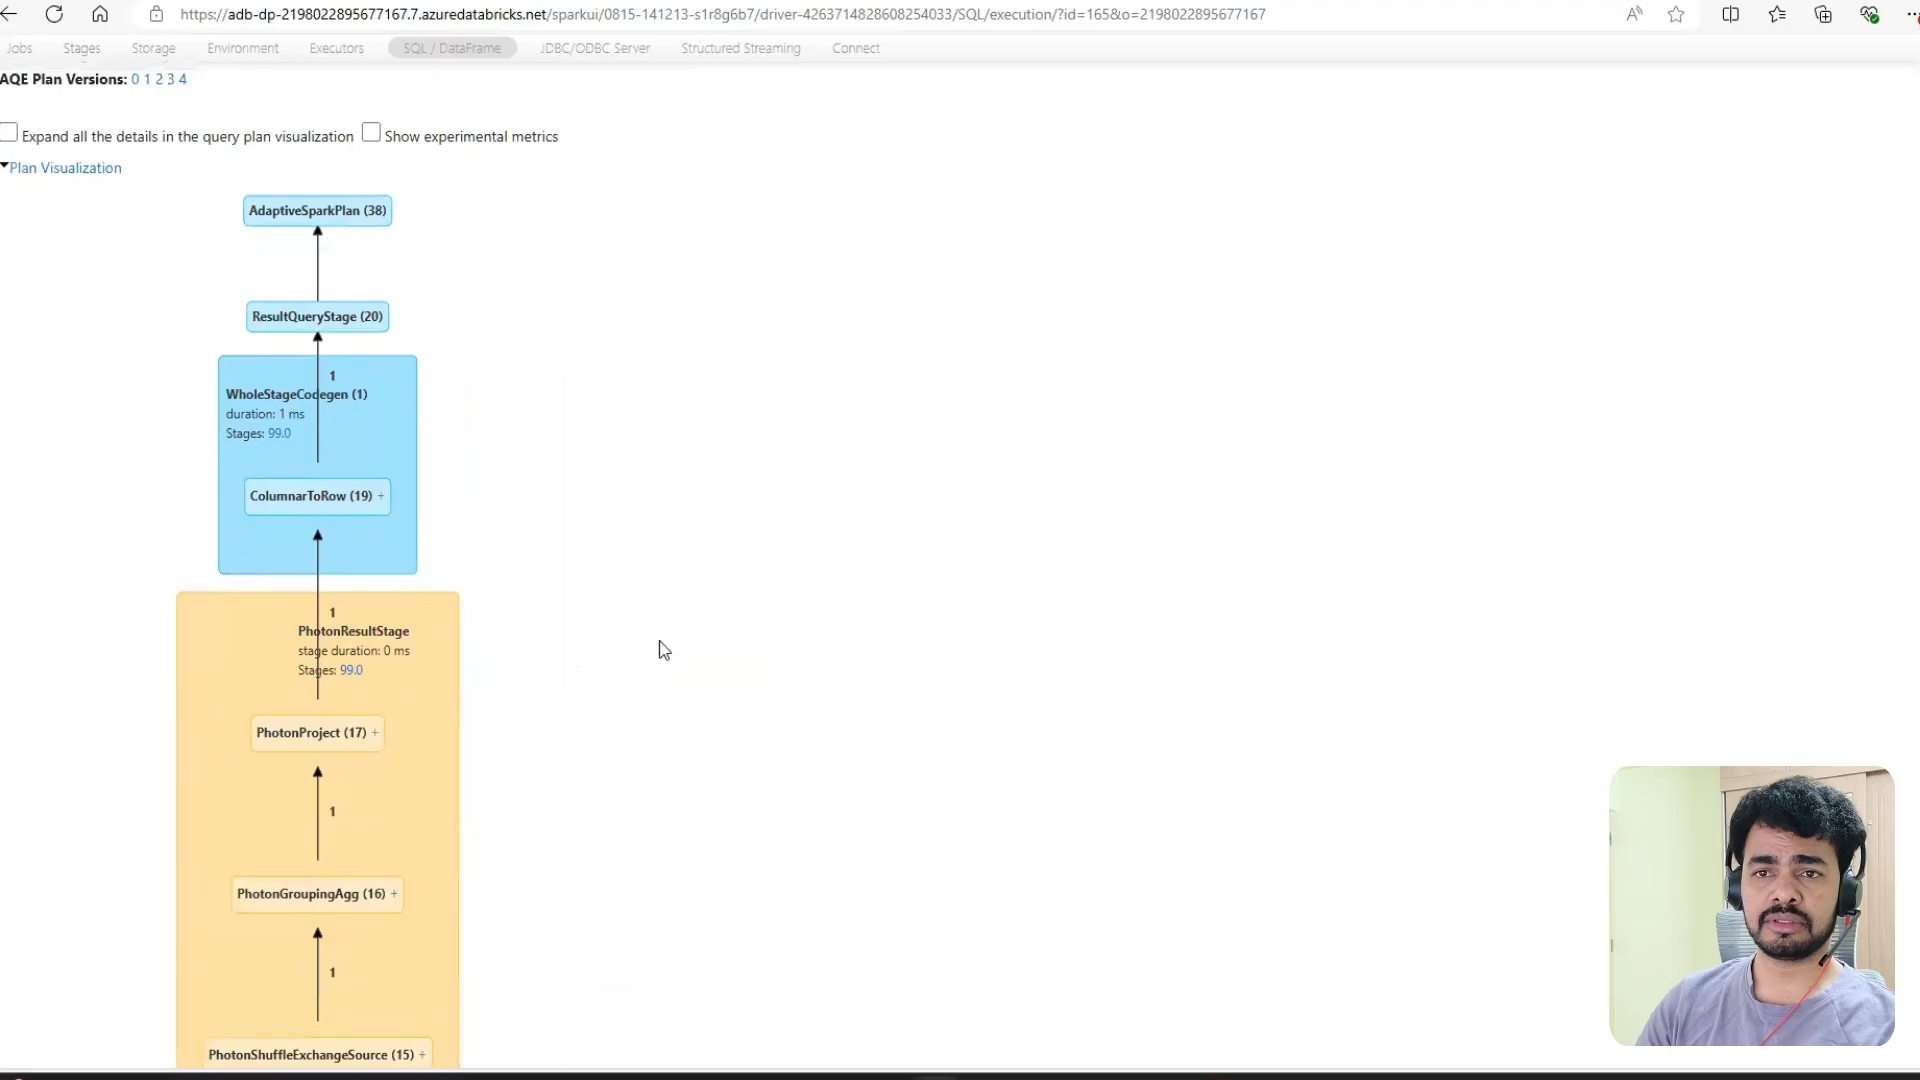 https://adb-dp-2198022895677167.7.azuredatabricks.net/sparkui/0815-141213-s1r8g6b7/driver-4263714828608254033/SQL/execution/?id=165&o=2198022895677167
Jobs Stages Storage Environment Executors SQL / DataFrame JDBC/ODBC Server Structured Streaming Connect
AQE Plan Versions: 0 1 2 3 4
Expand all the details in the query plan visualization Show experimental metrics
Plan Visualization
AdaptiveSparkPlan (38)
ResultQueryStage (20)
1
WholeStageCodegen (1)
duration: 1 ms
Stages: 99.0
ColumnarToRow (19) +
1
PhotonResultStage
stage duration: 0 ms
Stages: 99.0
PhotonProject (17) +
1
PhotonGroupingAgg (16) +
1
PhotonShuffleExchangeSource (15) +